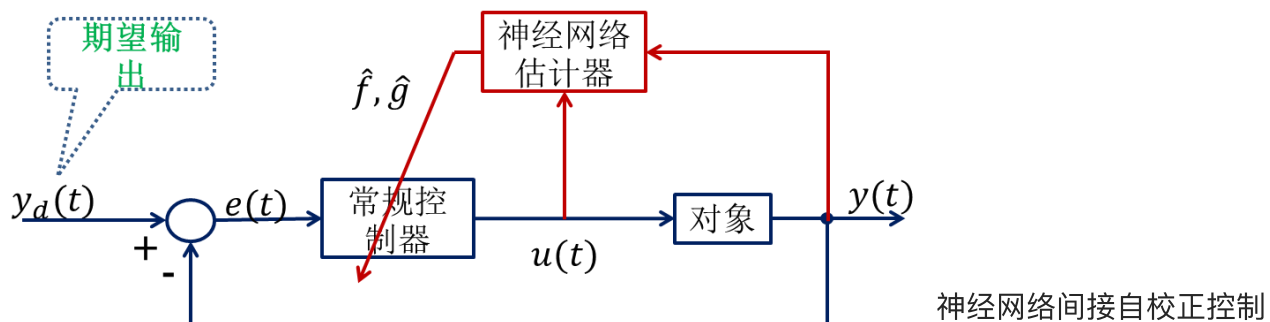 期望输
出
神经网络
估计器
f̂, ĝ
y_d(t)
e(t)
常规控
制器
对象
y(t)
+
-
u(t)
神经网络间接自校正控制